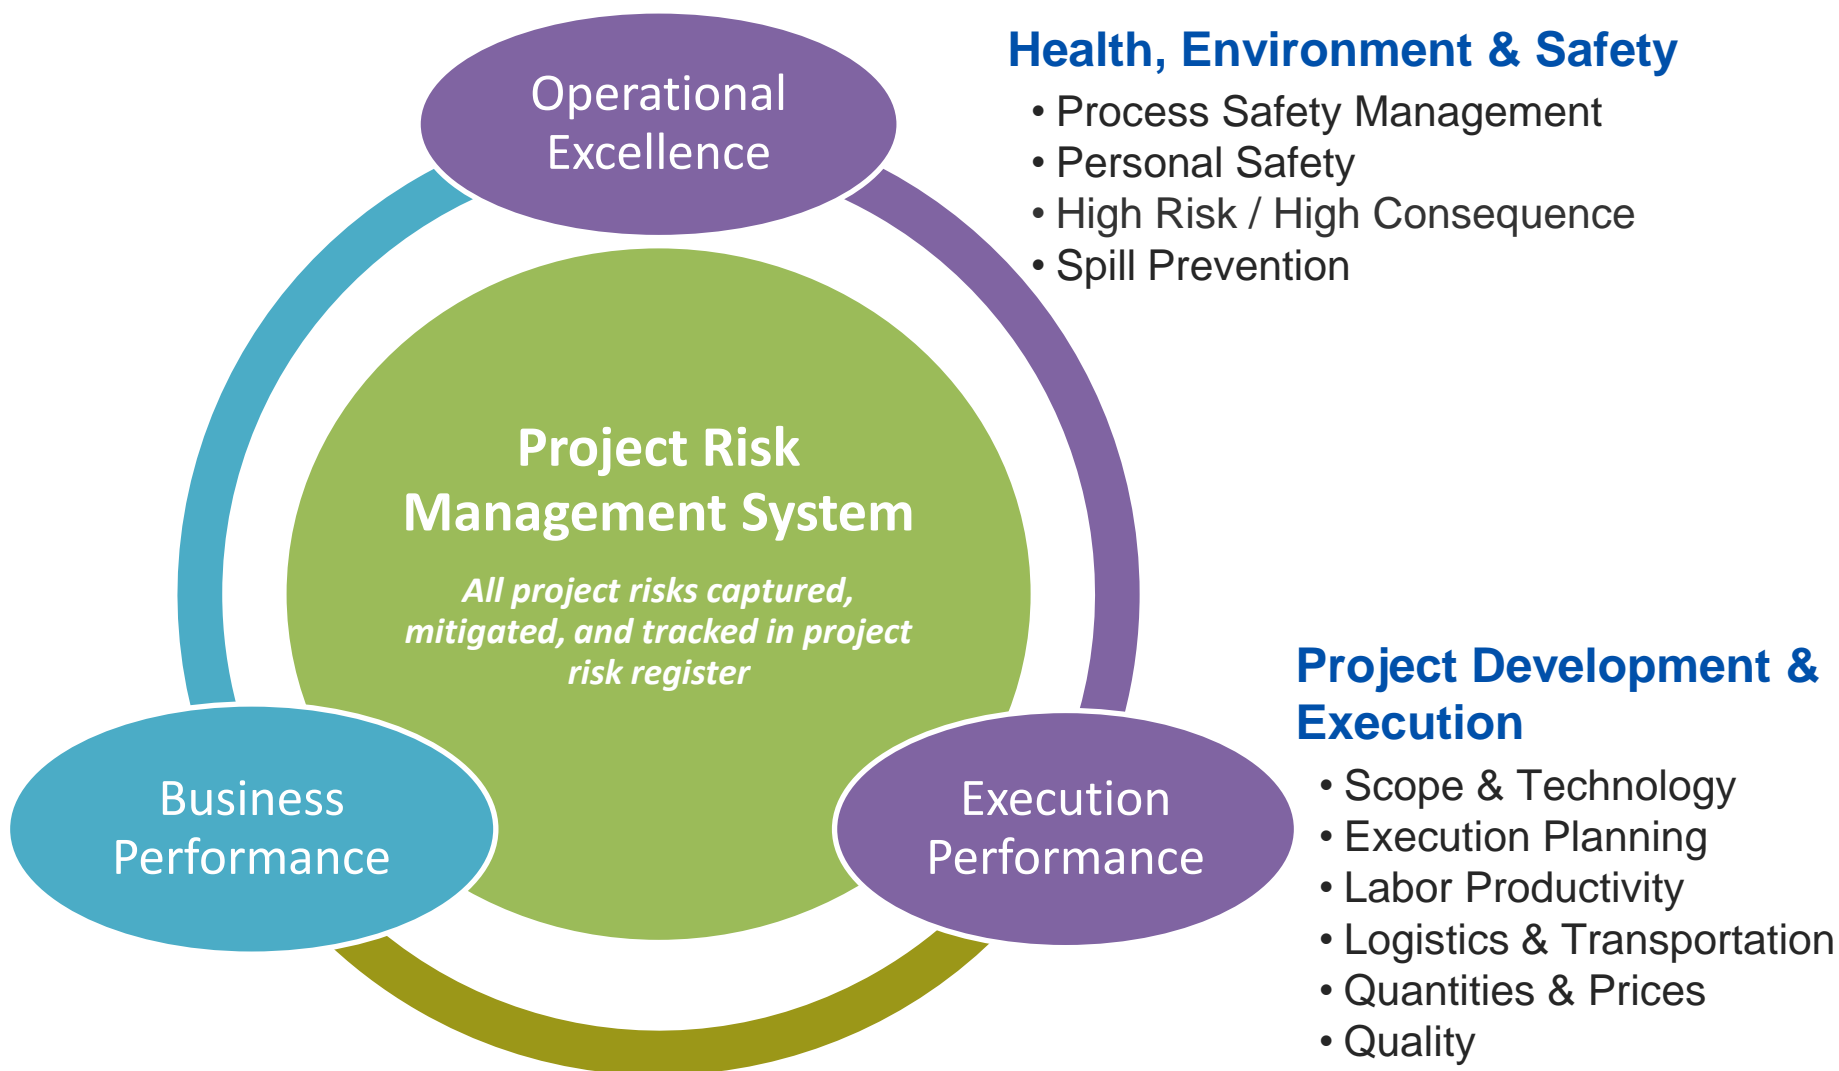 Operational
Excellence
Health, Environment & Safety
• Process Safety Management
• Personal Safety
• High Risk / High Consequence
• Spill Prevention
Project Risk
Management System
All project risks captured,
mitigated, and tracked in project
risk register
Business
Performance
Execution
Performance
Project Development &
Execution
• Scope & Technology
• Execution Planning
• Labor Productivity
• Logistics & Transportation
• Quantities & Prices
• Quality